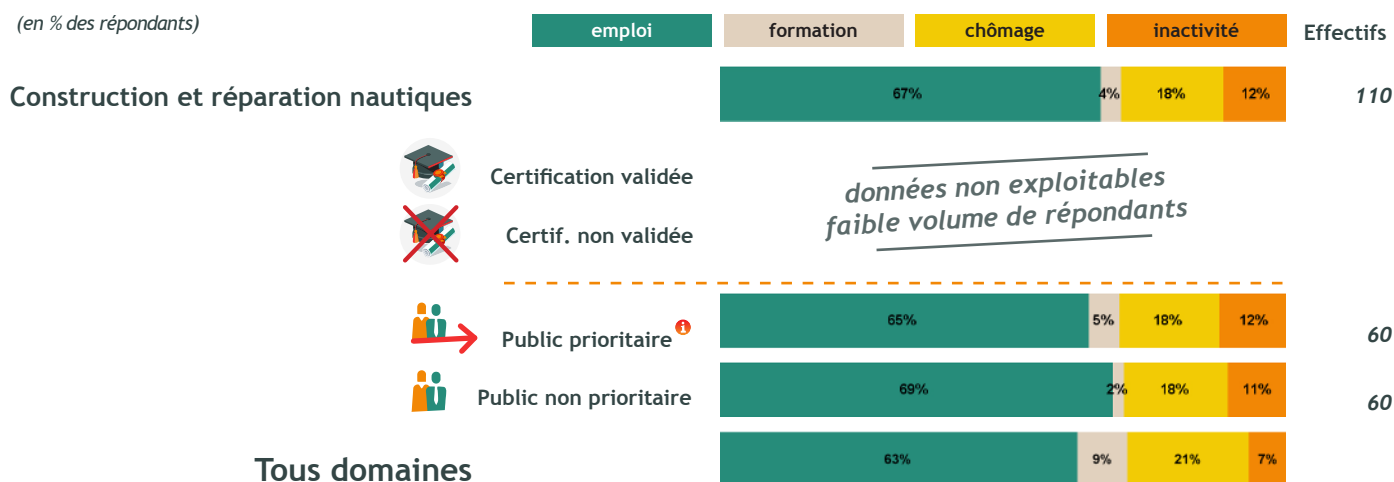 (en % des répondants)
emploi formation chômage inactivité Effectifs
Construction et réparation nautiques 67% 4% 18% 12% 110
Certification validée
données non exploitables
faible volume de répondants
Certif. non validée
Public prioritaire i 65% 5% 18% 12% 60
Public non prioritaire 69% 2% 18% 11% 60
Tous domaines 63% 9% 21% 7%